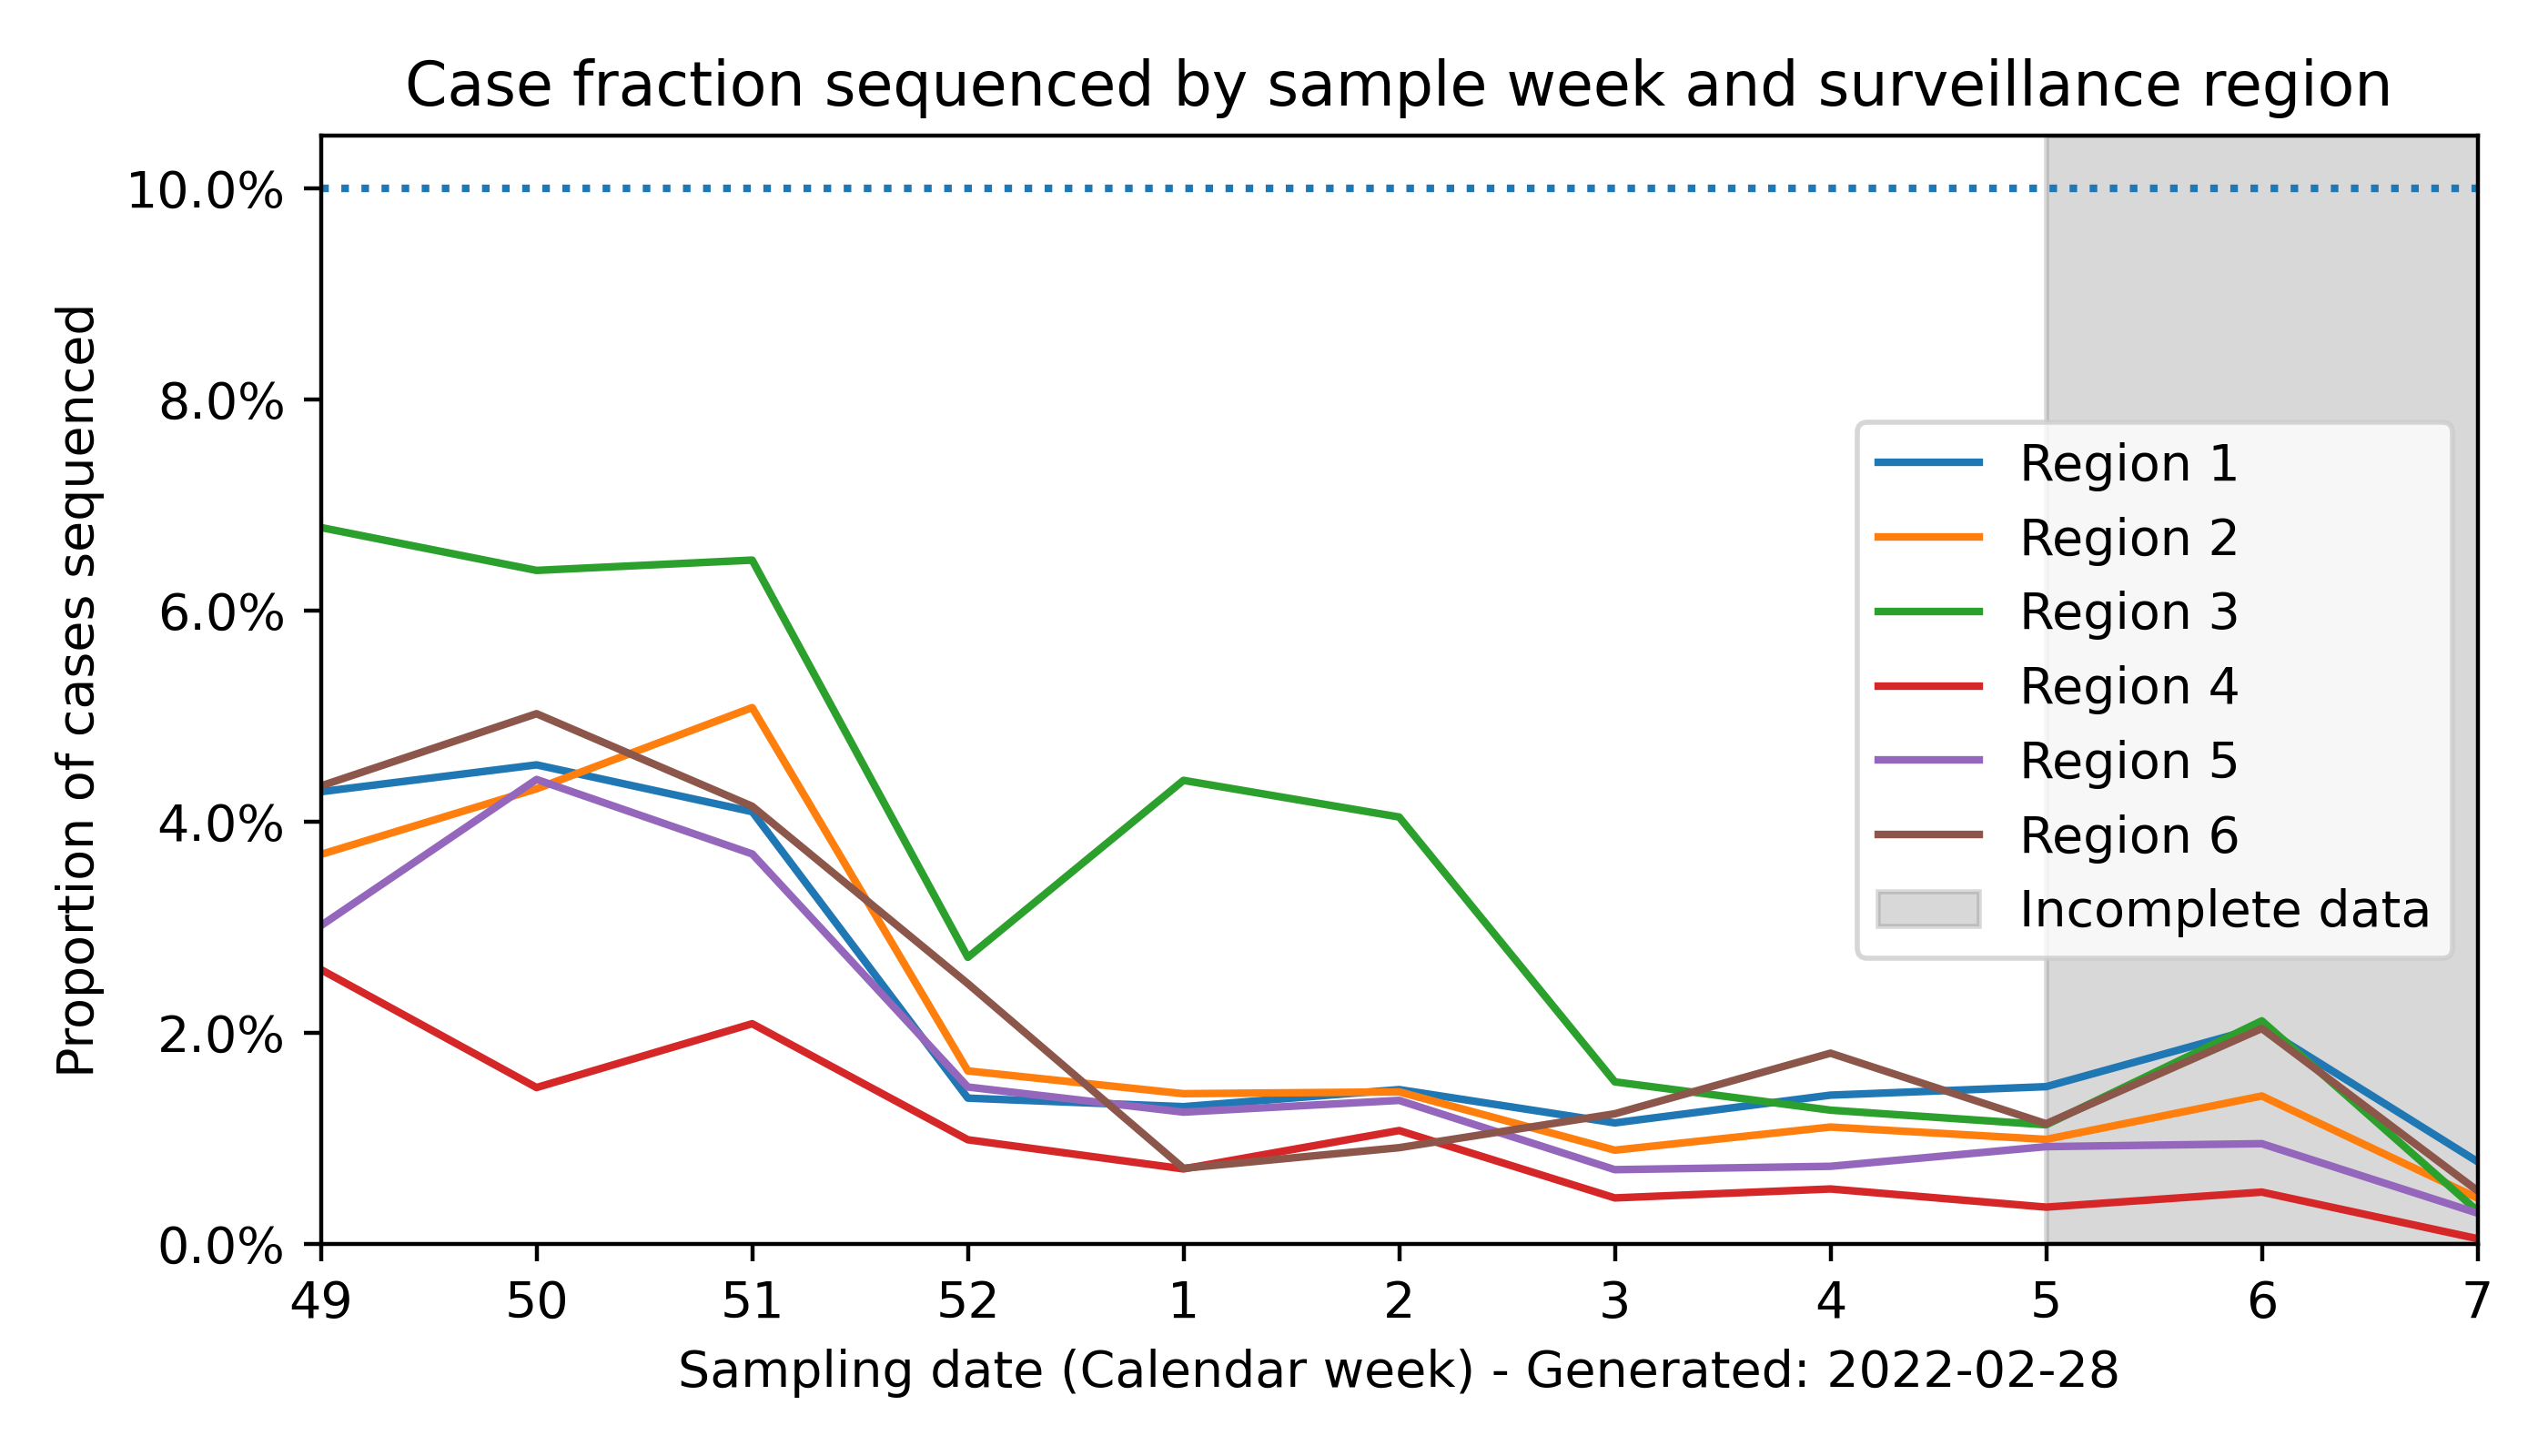 Case fraction sequenced by sample week and surveillance region
Proportion of cases sequenced
10.0%
8.0%
6.0%
4.0%
2.0%
0.0%
Region 1
Region 2
Region 3
Region 4
Region 5
Region 6
Incomplete data
49 50 51 52 1 2 3 4 5 6 7
Sampling date (Calendar week) - Generated: 2022-02-28